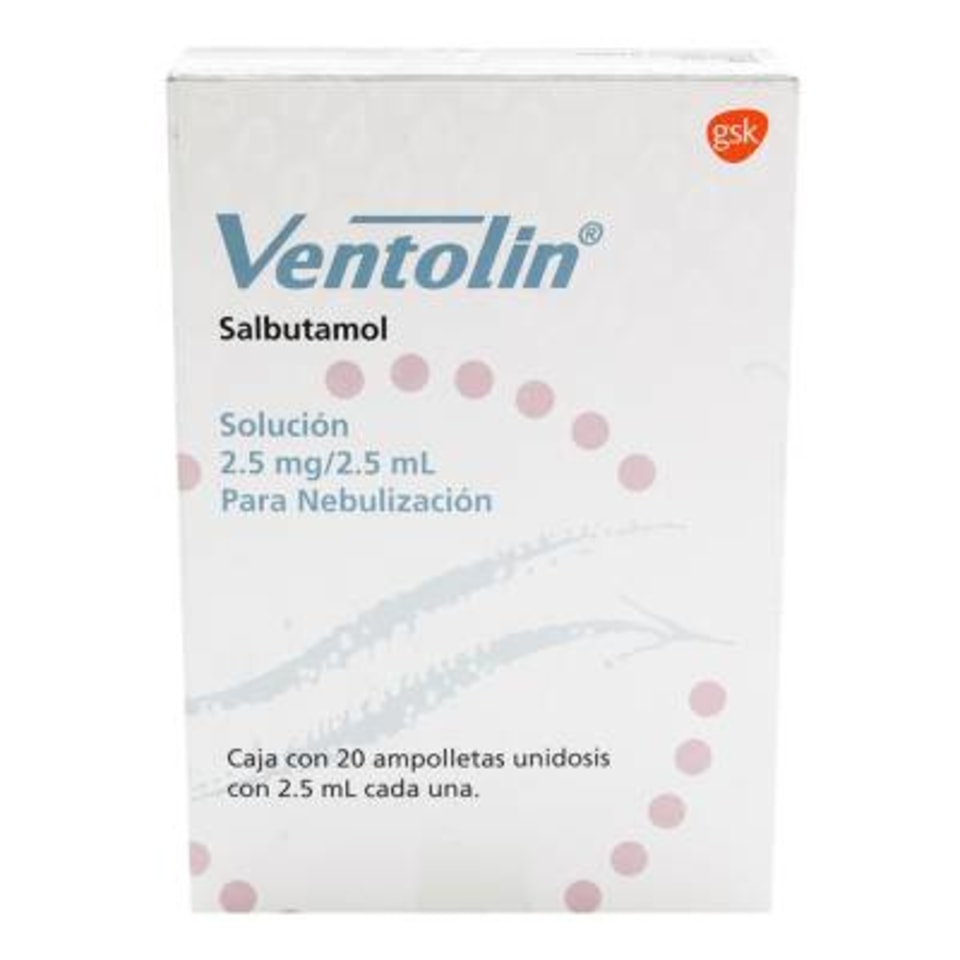 gsk
Ventolin®
Salbutamol
Solución
2.5 mg/2.5 mL
Para Nebulización
Caja con 20 ampolletas unidosis
con 2.5 mL cada una.